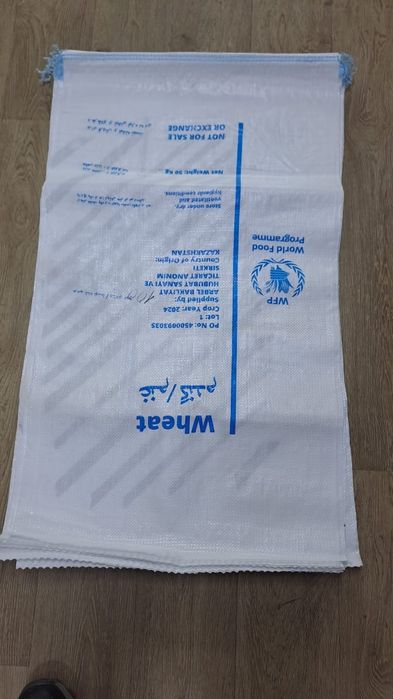 Wheat
غنم / گندم
PO No: 4500093035
Lot: 1
Crop Year: 2024
Supplied by:
ARBEL BAKLIYAT
HUBUBAT SANAYI VE
TICARET ANONIM
SIRKETI
Country of Origin:
KAZAKHSTAN
Store under dry,
ventilated and
hygienic conditions.
Net Weight: 50 Kg
NOT FOR SALE
OR EXCHANGE
WFP
World Food
Programme